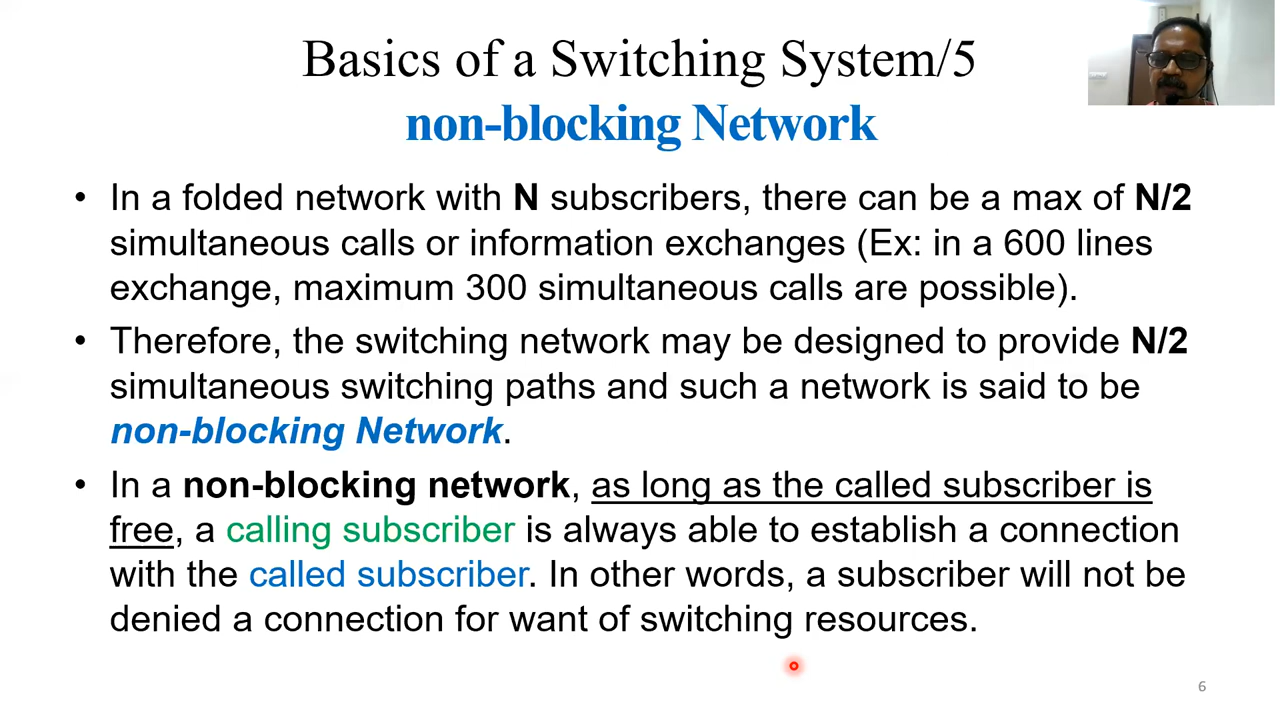 Basics of a Switching System/5
non-blocking Network
• In a folded network with N subscribers, there can be a max of N/2
simultaneous calls or information exchanges (Ex: in a 600 lines
exchange, maximum 300 simultaneous calls are possible).
• Therefore, the switching network may be designed to provide N/2
simultaneous switching paths and such a network is said to be
non-blocking Network.
• In a non-blocking network, as long as the called subscriber is
free, a calling subscriber is always able to establish a connection
with the called subscriber. In other words, a subscriber will not be
denied a connection for want of switching resources.
6